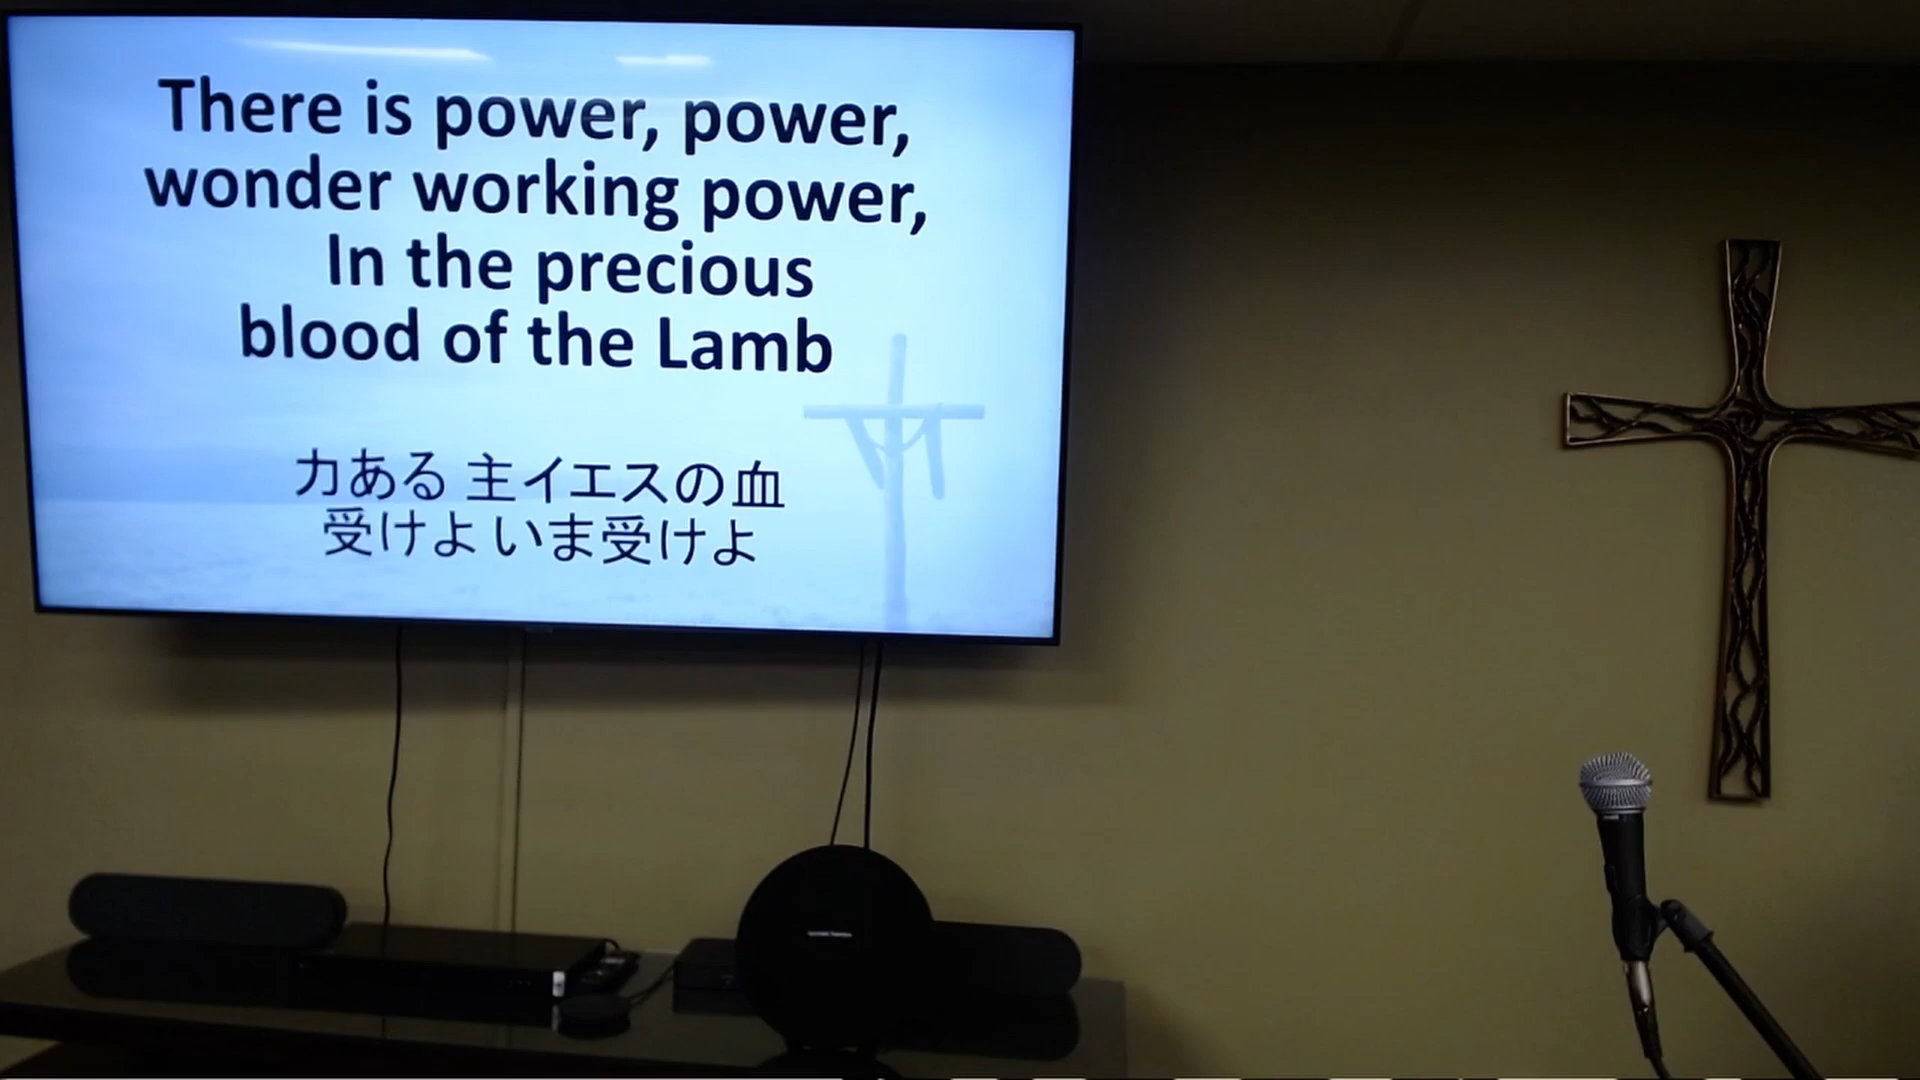 There is power, power,
wonder working power,
In the precious
blood of the Lamb
力ある 主イエスの血
受けよ いま受けよ